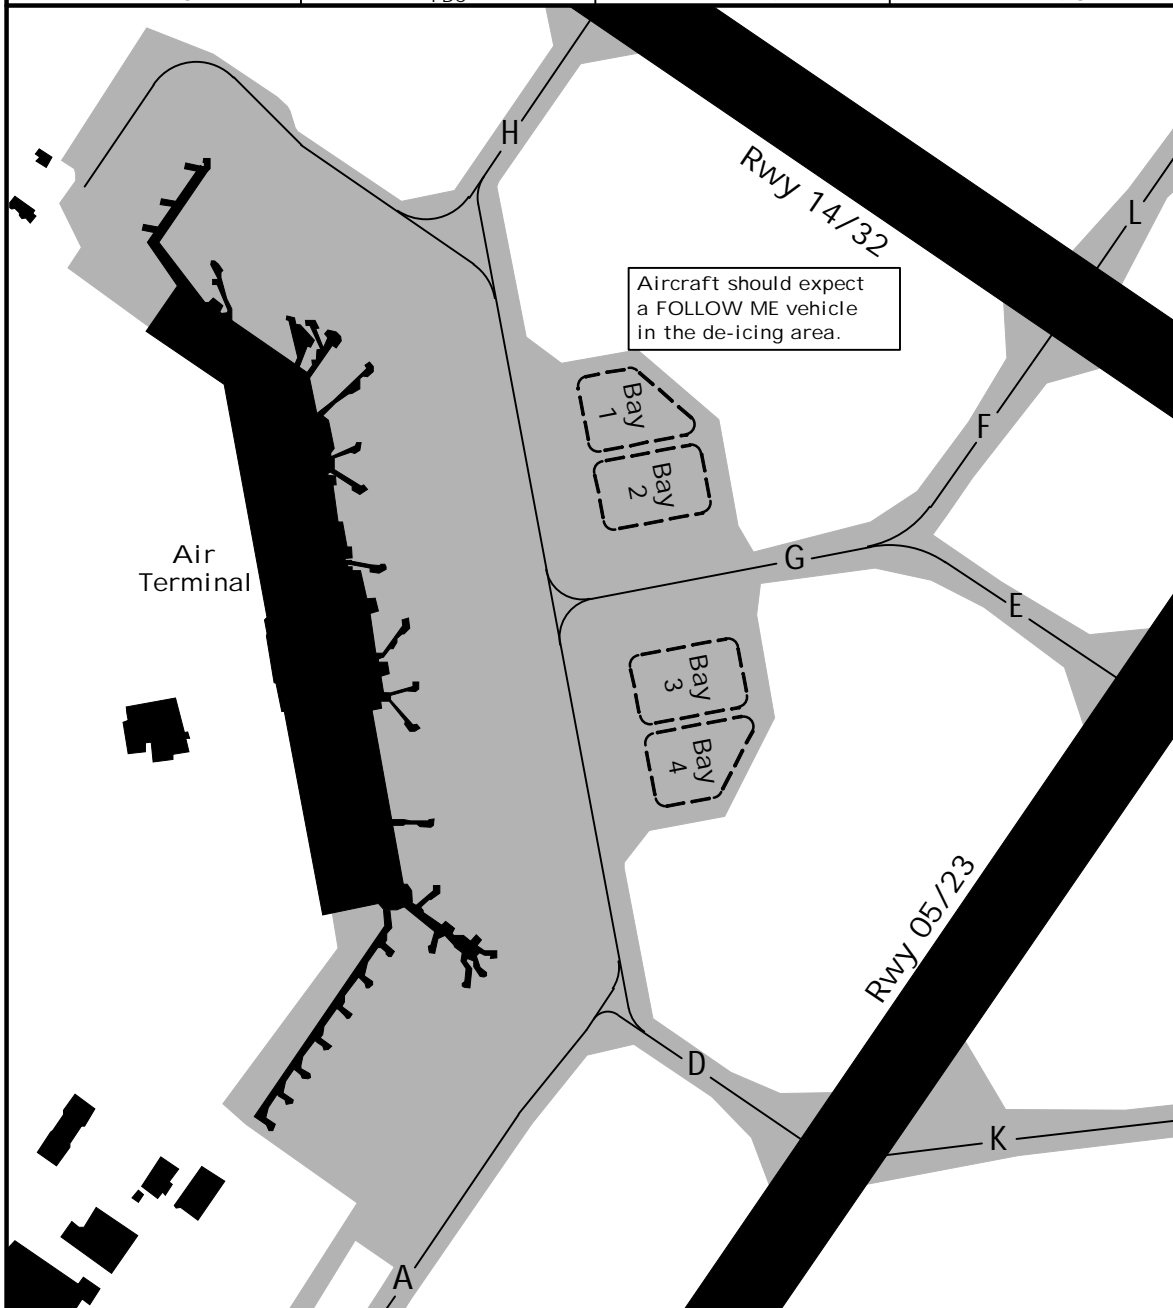 H
Rwy 14/32
L
Aircraft should expect
a FOLLOW ME vehicle
in the de-icing area.
Bay
1
F
Bay
2
Air
Terminal
G
E
Bay
3
Bay
4
Rwy 05/23
D
K
A